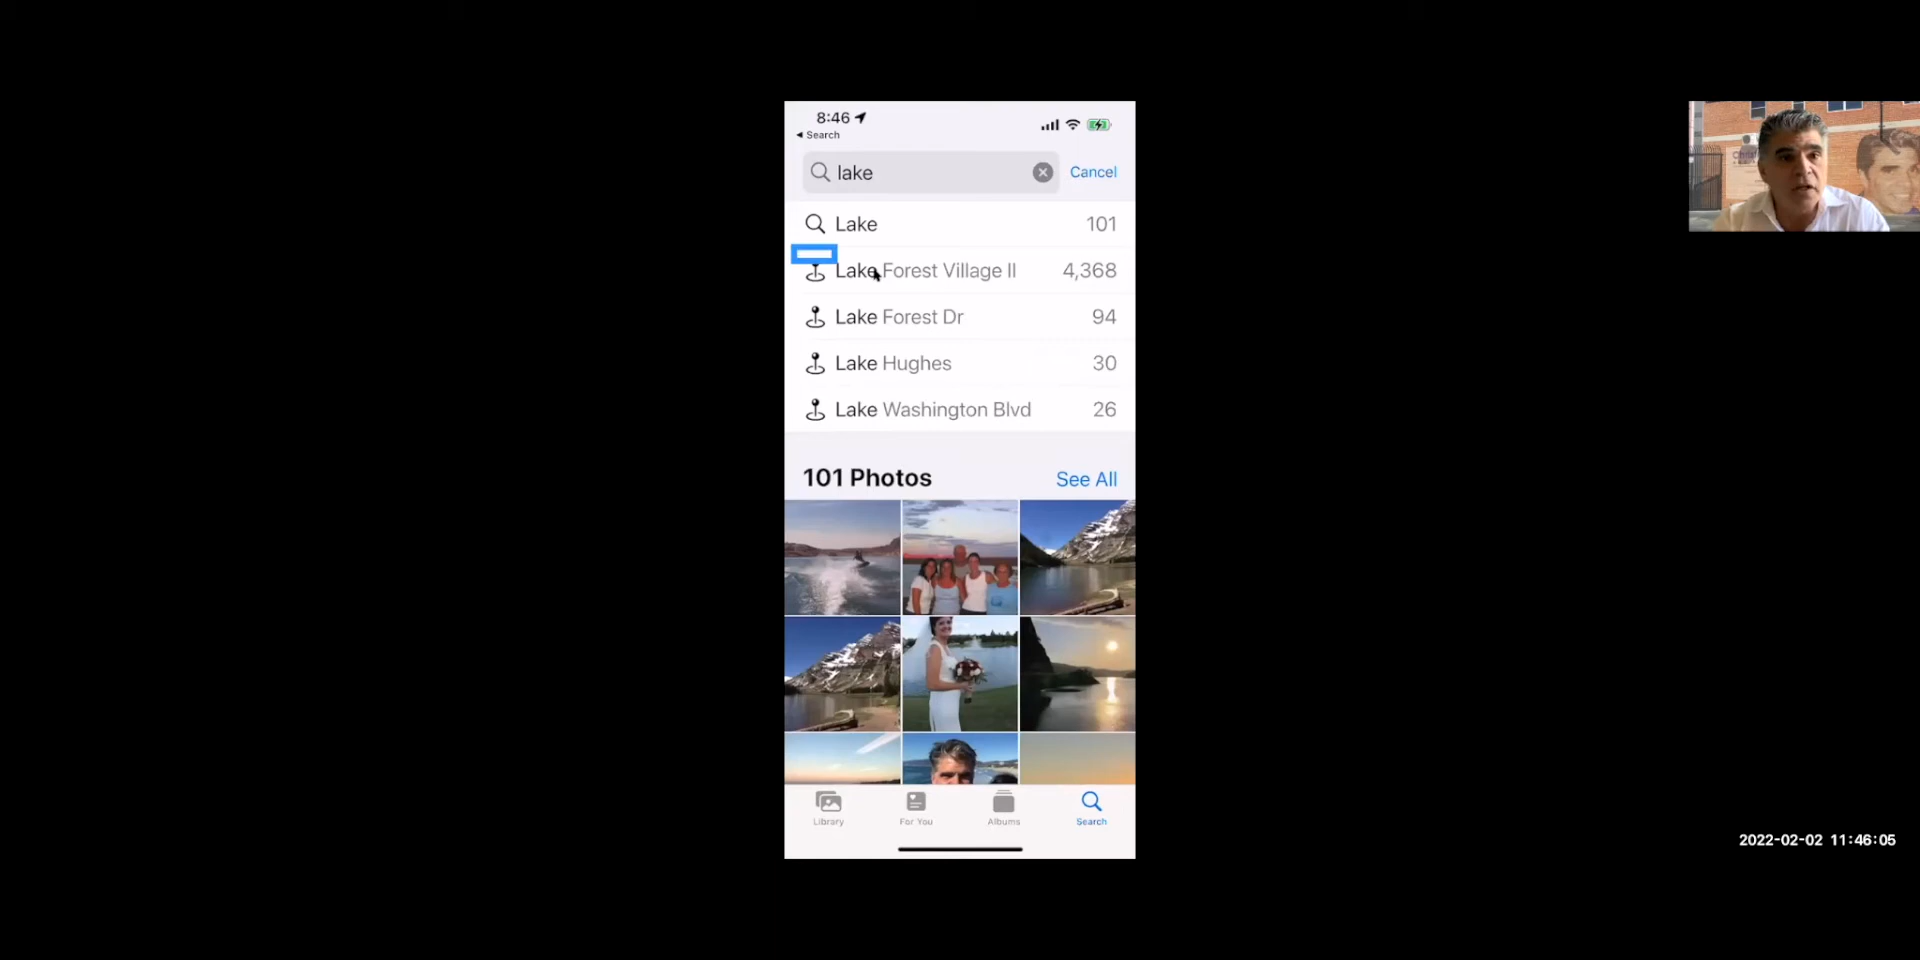 8:46
Search
lake
Cancel
Lake 101
Lake Forest Village II 4,368
Lake Forest Dr 94
Lake Hughes 30
Lake Washington Blvd 26
101 Photos See All
Library For You Albums Search
2022-02-02 11:46:05